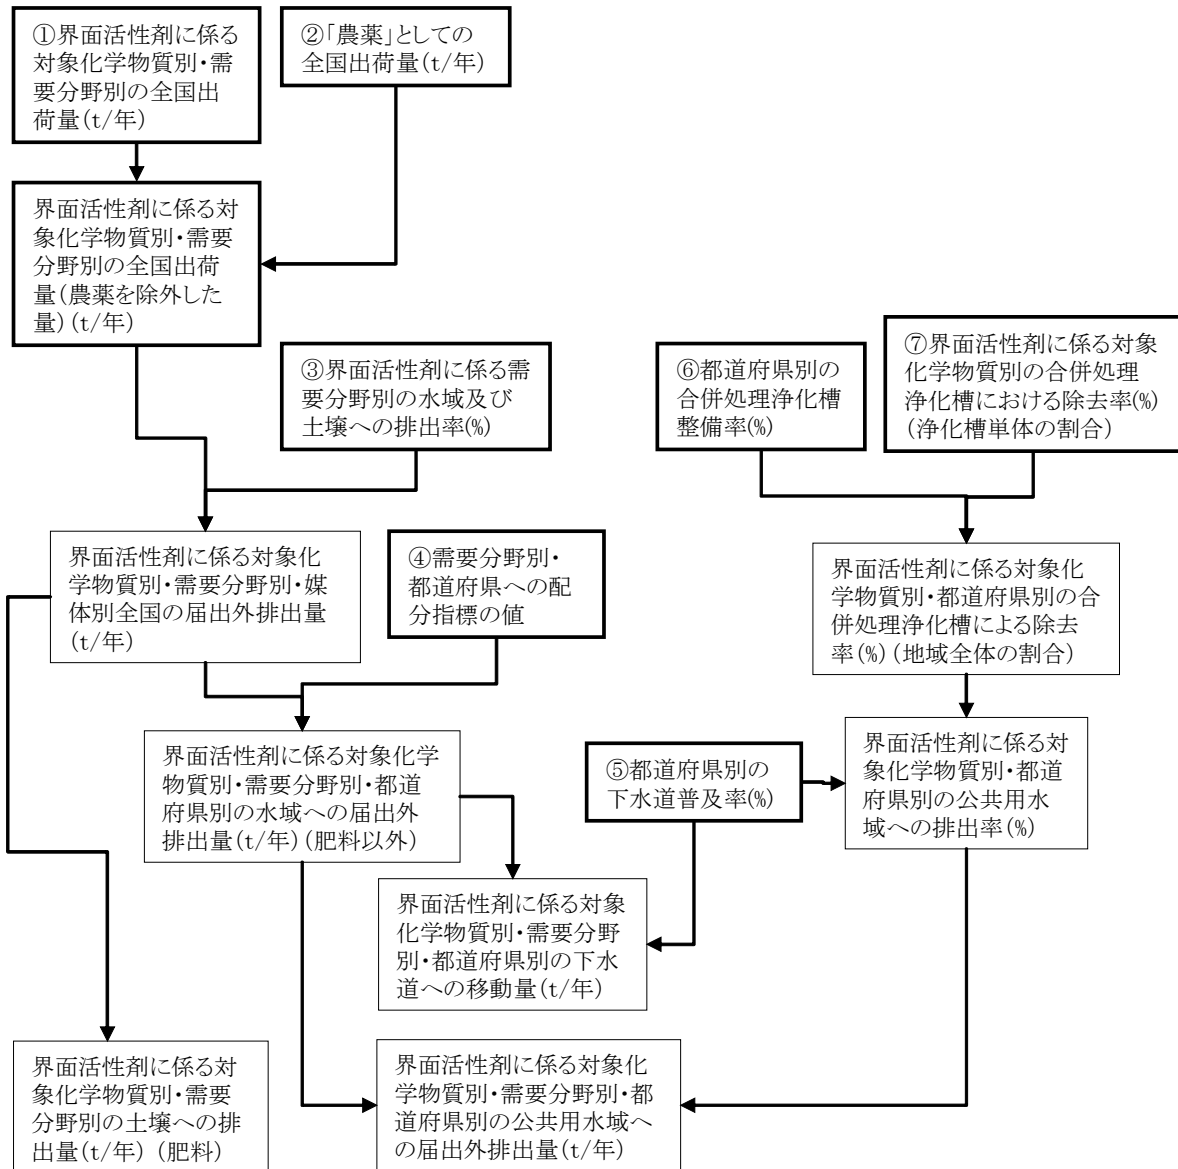 ①界面活性剤に係る
対象化学物質別・需
要分野別の全国出
荷量(t/年)
②「農薬」としての
全国出荷量(t/年)
界面活性剤に係る対
象化学物質別・需要
分野別の全国出荷
量(農薬を除外した
量)(t/年)
③界面活性剤に係る需
要分野別の水域及び
土壌への排出率(%)
⑥都道府県別の
合併処理浄化槽
整備率(%)
⑦界面活性剤に係る対象
化学物質別の合併処理
浄化槽における除去率(%)
(浄化槽単体の割合)
界面活性剤に係る対象化
学物質別・需要分野別・媒
体別全国の届出外排出量
(t/年)
④需要分野別・
都道府県への配
分指標の値
界面活性剤に係る対象化
学物質別・都道府県別の合
併処理浄化槽による除去
率(%)(地域全体の割合)
界面活性剤に係る対象化学
物質別・需要分野別・都道
府県別の水域への届出外
排出量(t/年)(肥料以外)
⑤都道府県別の
下水道普及率(%)
界面活性剤に係る対
象化学物質別・都道
府県別の公共用水
域への排出率(%)
界面活性剤に係る対象
化学物質別・需要分野
別・都道府県別の下水
道への移動量(t/年)
界面活性剤に係る対
象化学物質別・需要
分野別の土壌への排
出量(t/年)(肥料)
界面活性剤に係る対象化
学物質別・需要分野別・都
道府県別の公共用水域へ
の届出外排出量(t/年)